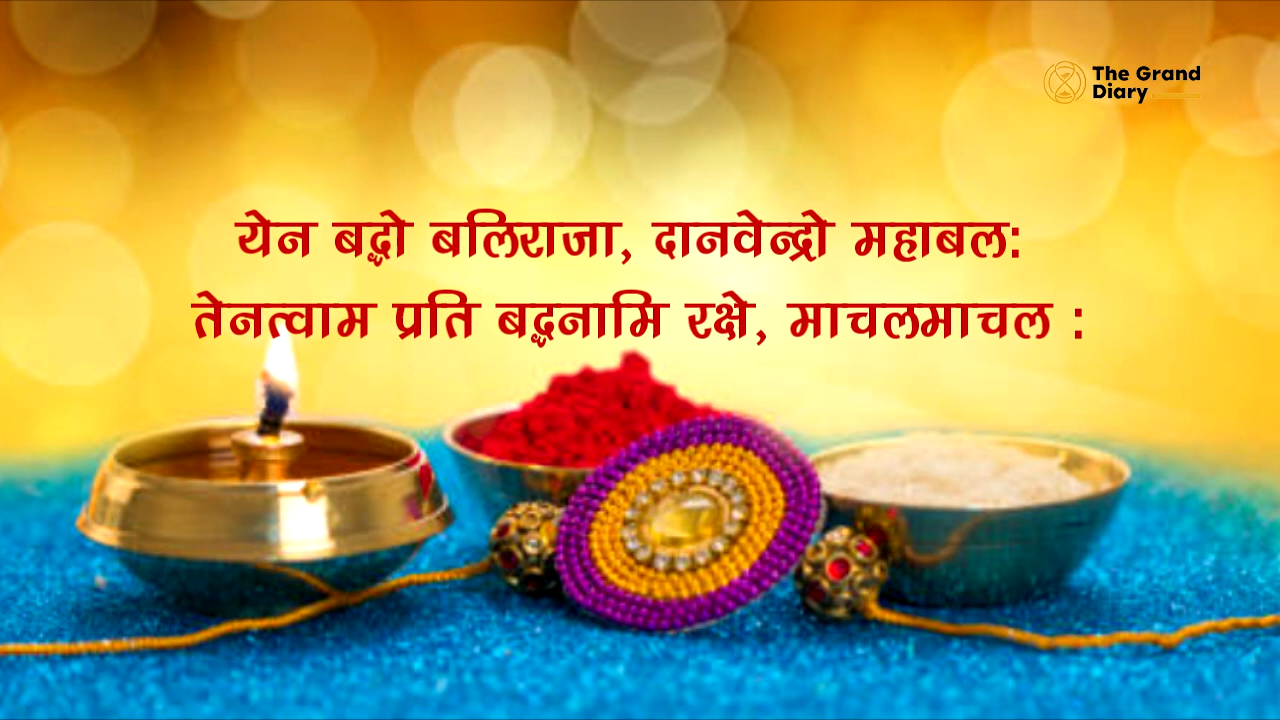 The Grand
Diary
येन बद्धो बलिराजा, दानवेन्द्रो महाबल:
तेनत्वाम प्रति बद्धनामि रक्षे, माचलमाचल :